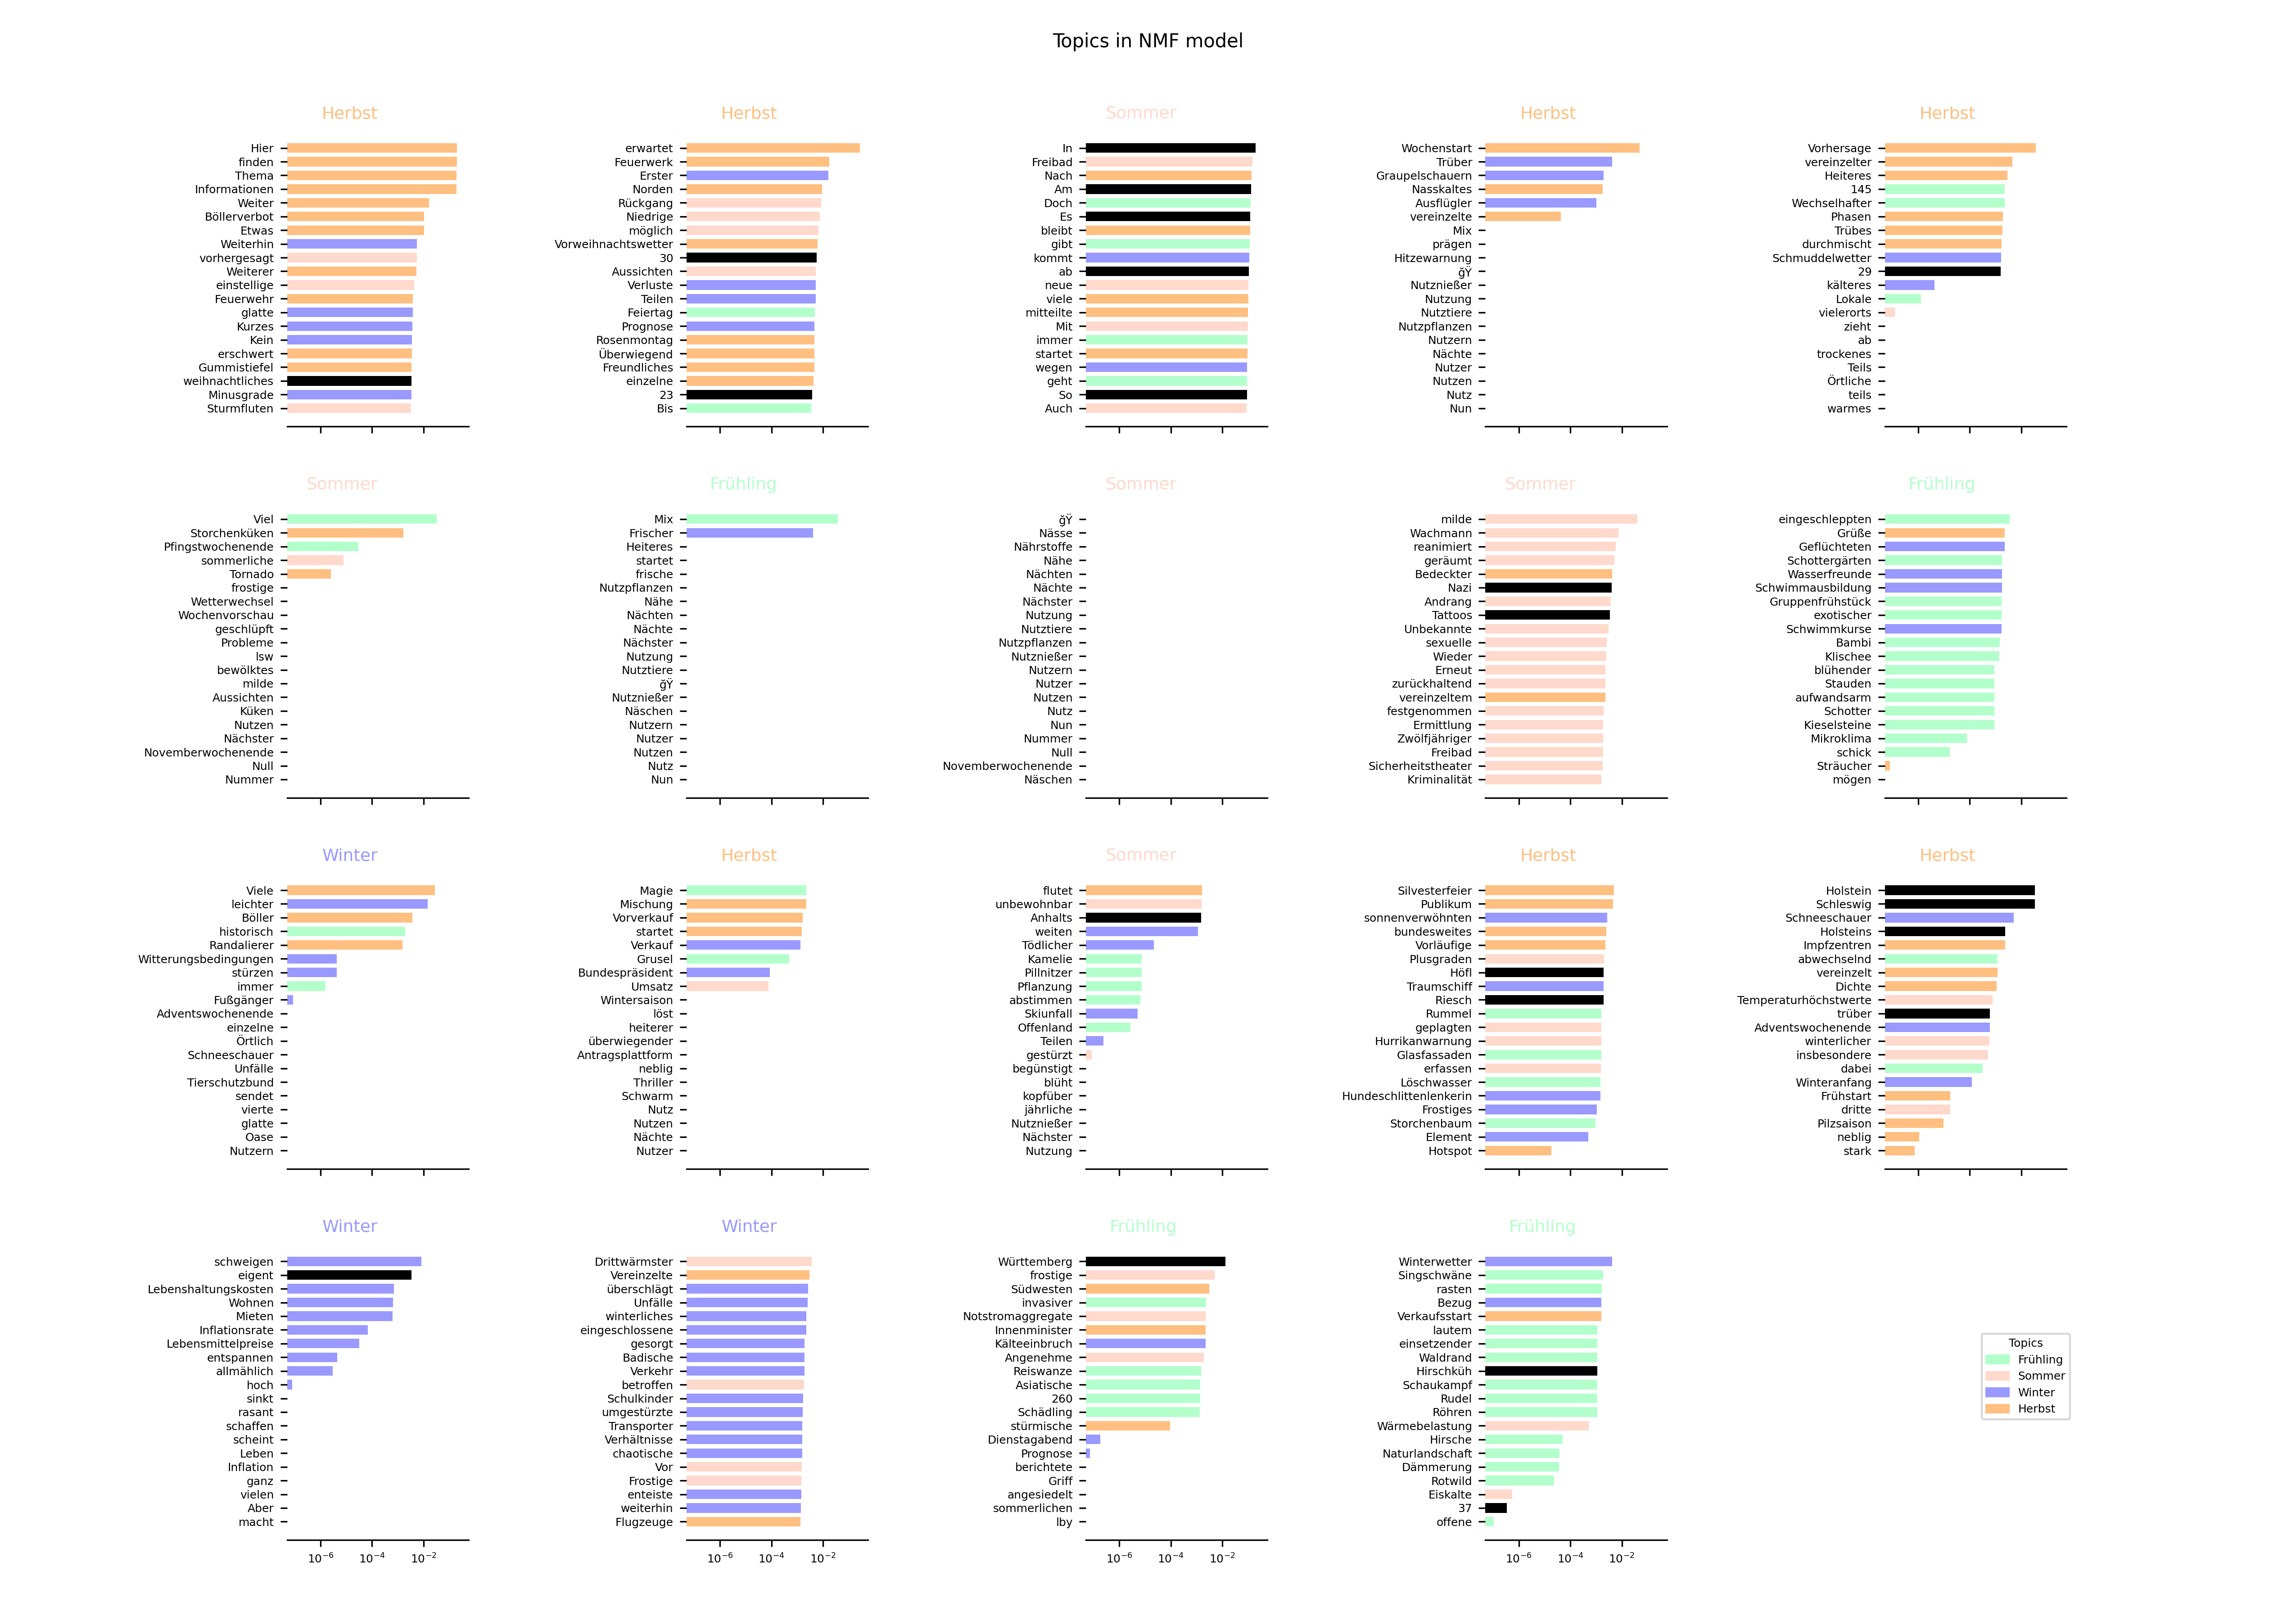 Topics in NMF model
Herbst
Hier
finden
Thema
Informationen
Weiter
Böllerverbot
Etwas
Weiterhin
vorhergesagt
Weiterer
einstellige
Feuerwehr
glatte
Kurzes
Kein
erschwert
Gummistiefel
weihnachtliches
Minusgrade
Sturmfluten
Herbst
erwartet
Feuerwerk
Erster
Norden
Rückgang
Niedrige
möglich
Vorweihnachtswetter
30
Aussichten
Verluste
Teilen
Feiertag
Prognose
Rosenmontag
Überwiegend
Freundliches
einzelne
23
Bis
Sommer
In
Freibad
Nach
Am
Doch
Es
bleibt
gibt
kommt
ab
neue
viele
mitteilte
Mit
immer
startet
wegen
geht
So
Auch
Herbst
Wochenstart
Trüber
Graupelschauern
Nasskaltes
Ausflügler
vereinzelte
Mix
prägen
Hitzewarnung
ğŸ
Nutznießer
Nutzung
Nutztiere
Nutzpflanzen
Nutzern
Nächte
Nutzer
Nutzen
Nutz
Nun
Herbst
Vorhersage
vereinzelter
Heiteres
145
Wechselhafter
Phasen
Trübes
durchmischt
Schmuddelwetter
29
kälteres
Lokale
vielerorts
zieht
ab
trockenes
Teils
Örtliche
teils
warmes
Sommer
Viel
Storchenküken
Pfingstwochenende
sommerliche
Tornado
frostige
Wetterwechsel
Wochenvorschau
geschlüpft
Probleme
lsw
bewölktes
milde
Aussichten
Küken
Nutzen
Nächster
Novemberwochenende
Null
Nummer
Frühling
Mix
Frischer
Heiteres
startet
frische
Nutzpflanzen
Nähe
Nächten
Nächte
Nächster
Nutzung
Nutztiere
ğŸ
Nutznießer
Näschen
Nutzern
Nutzer
Nutzen
Nutz
Nun
Sommer
ğŸ
Nässe
Nährstoffe
Nähe
Nächten
Nächte
Nächster
Nutzung
Nutztiere
Nutzpflanzen
Nutznießer
Nutzern
Nutzer
Nutzen
Nutz
Nun
Nummer
Null
Novemberwochenende
Näschen
Sommer
milde
Wachmann
reanimiert
geräumt
Bedeckter
Nazi
Andrang
Tattoos
Unbekannte
sexuelle
Wieder
Erneut
zurückhaltend
vereinzeltem
festgenommen
Ermittlung
Zwölfjähriger
Freibad
Sicherheitstheater
Kriminalität
Frühling
eingeschleppten
Grüße
Geflüchteten
Schottergärten
Wasserfreunde
Schwimmausbildung
Gruppenfrühstück
exotischer
Schwimmkurse
Bambi
Klischee
blühender
Stauden
aufwandsarm
Schotter
Kieselsteine
Mikroklima
schick
Sträucher
mögen
Winter
Viele
leichter
Böller
historisch
Randalierer
Witterungsbedingungen
stürzen
immer
Fußgänger
Adventswochenende
einzelne
Örtlich
Schneeschauer
Unfälle
Tierschutzbund
sendet
vierte
glatte
Oase
Nutzern
Herbst
Magie
Mischung
Vorverkauf
startet
Verkauf
Grusel
Bundespräsident
Umsatz
Wintersaison
löst
heiterer
überwiegender
Antragsplattform
neblig
Thriller
Schwarm
Nutz
Nutzen
Nächte
Nutzer
Sommer
flutet
unbewohnbar
Anhalts
weiten
Tödlicher
Kamelie
Pillnitzer
Pflanzung
abstimmen
Skiunfall
Offenland
Teilen
gestürzt
begünstigt
blüht
kopfüber
jährliche
Nutznießer
Nächster
Nutzung
Herbst
Silvesterfeier
Publikum
sonnenverwöhnten
bundesweites
Vorläufige
Plusgraden
Höfl
Traumschiff
Riesch
Rummel
geplagten
Hurrikanwarnung
Glasfassaden
erfassen
Löschwasser
Hundeschlittenlenkerin
Frostiges
Storchenbaum
Element
Hotspot
Herbst
Holstein
Schleswig
Schneeschauer
Holsteins
Impfzentren
abwechselnd
vereinzelt
Dichte
Temperaturhöchstwerte
trüber
Adventswochenende
winterlicher
insbesondere
dabei
Winteranfang
Frühstart
dritte
Pilzsaison
neblig
stark
Winter
schweigen
eigent
Lebenshaltungskosten
Wohnen
Mieten
Inflationsrate
Lebensmittelpreise
entspannen
allmählich
hoch
sinkt
rasant
schaffen
scheint
Leben
Inflation
ganz
vielen
Aber
macht
10⁻⁶ 10⁻⁴ 10⁻²
Winter
Drittwärmster
Vereinzelte
überschlägt
Unfälle
winterliches
eingeschlossene
gesorgt
Badische
Verkehr
betroffen
Schulkinder
umgestürzte
Transporter
Verhältnisse
chaotische
Vor
Frostige
enteiste
weiterhin
Flugzeuge
10⁻⁶ 10⁻⁴ 10⁻²
Frühling
Württemberg
frostige
Südwesten
invasiver
Notstromaggregate
Innenminister
Kälteeinbruch
Angenehme
Reiswanze
Asiatische
260
Schädling
stürmische
Dienstagabend
Prognose
berichtete
Griff
angesiedelt
sommerlichen
lby
10⁻⁶ 10⁻⁴ 10⁻²
Frühling
Winterwetter
Singschwäne
rasten
Bezug
Verkaufsstart
lautem
einsetzender
Waldrand
Hirschküh
Schaukampf
Rudel
Röhren
Wärmebelastung
Hirsche
Naturlandschaft
Dämmerung
Rotwild
Eiskalte
37
offene
10⁻⁶ 10⁻⁴ 10⁻²
Topics
Frühling
Sommer
Winter
Herbst